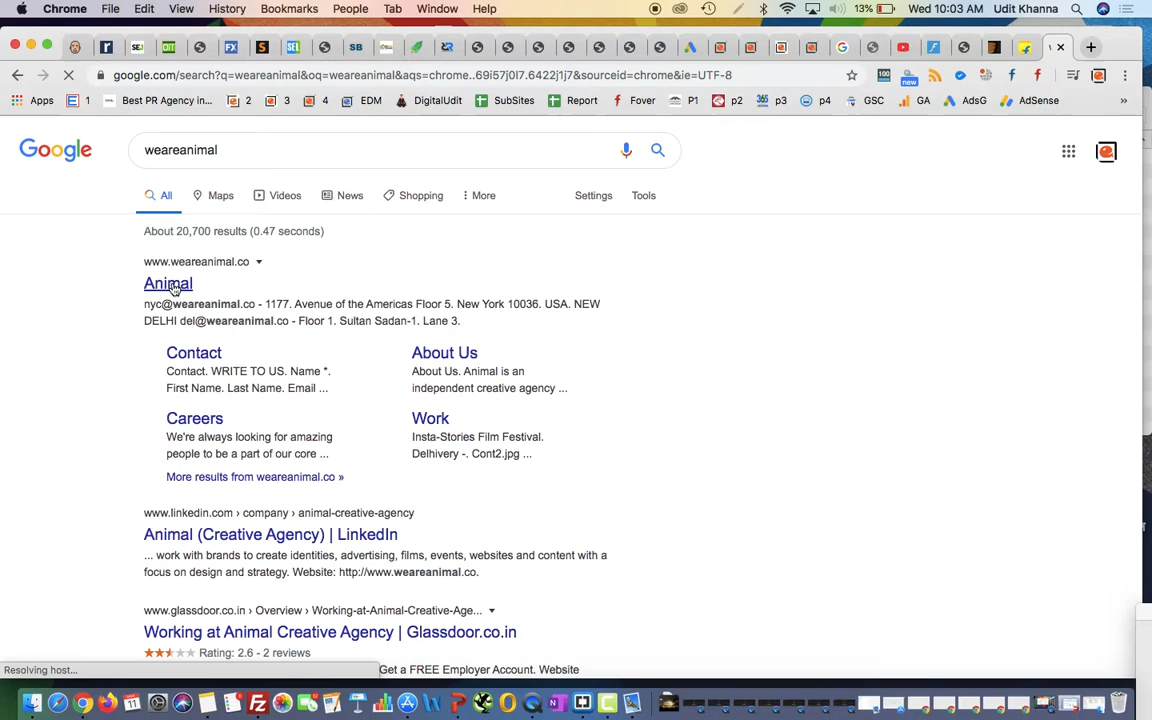 Chrome File Edit View History Bookmarks People Tab Window Help 13% Wed 10:03 AM Udit Khanna
google.com/search?q=weareanimal&oq=weareanimal&aqs=chrome..69i57j0l7.6422j1j7&sourceid=chrome&ie=UTF-8
Apps 1 Best PR Agency in... 2 3 4 EDM DigitalUdit SubSites Report Fover P1 p2 p3 p4 GSC GA AdsG AdSense »
Google weareanimal
All Maps Videos News Shopping More Settings Tools
About 20,700 results (0.47 seconds)
www.weareanimal.co
Animal
nyc@weareanimal.co - 1177. Avenue of the Americas Floor 5. New York 10036. USA. NEW
DELHI del@weareanimal.co - Floor 1. Sultan Sadan-1. Lane 3.
Contact About Us
Contact. WRITE TO US. Name *. About Us. Animal is an
First Name. Last Name. Email ... independent creative agency ...
Careers Work
We're always looking for amazing Insta-Stories Film Festival.
people to be a part of our core ... Delhivery -. Cont2.jpg ...
More results from weareanimal.co »
www.linkedin.com › company › animal-creative-agency
Animal (Creative Agency) | LinkedIn
... work with brands to create identities, advertising, films, events, websites and content with a
focus on design and strategy. Website: http://www.weareanimal.co.
www.glassdoor.co.in › Overview › Working-at-Animal-Creative-Age...
Working at Animal Creative Agency | Glassdoor.co.in
Rating: 2.6 - 2 reviews
Resolving host... Get a FREE Employer Account. Website